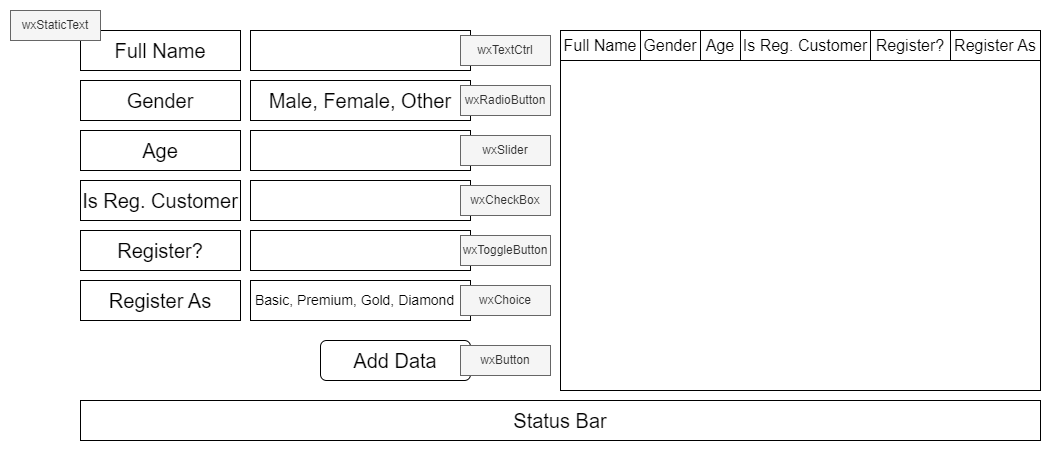 wxStaticText
Full Name
wxTextCtrl
Gender
Male, Female, Other
wxRadioButton
Age
wxSlider
Is Reg. Customer
wxCheckBox
Register?
wxToggleButton
Register As
Basic, Premium, Gold, Diamond
wxChoice
Add Data
wxButton
Full Name Gender Age Is Reg. Customer Register? Register As
Status Bar